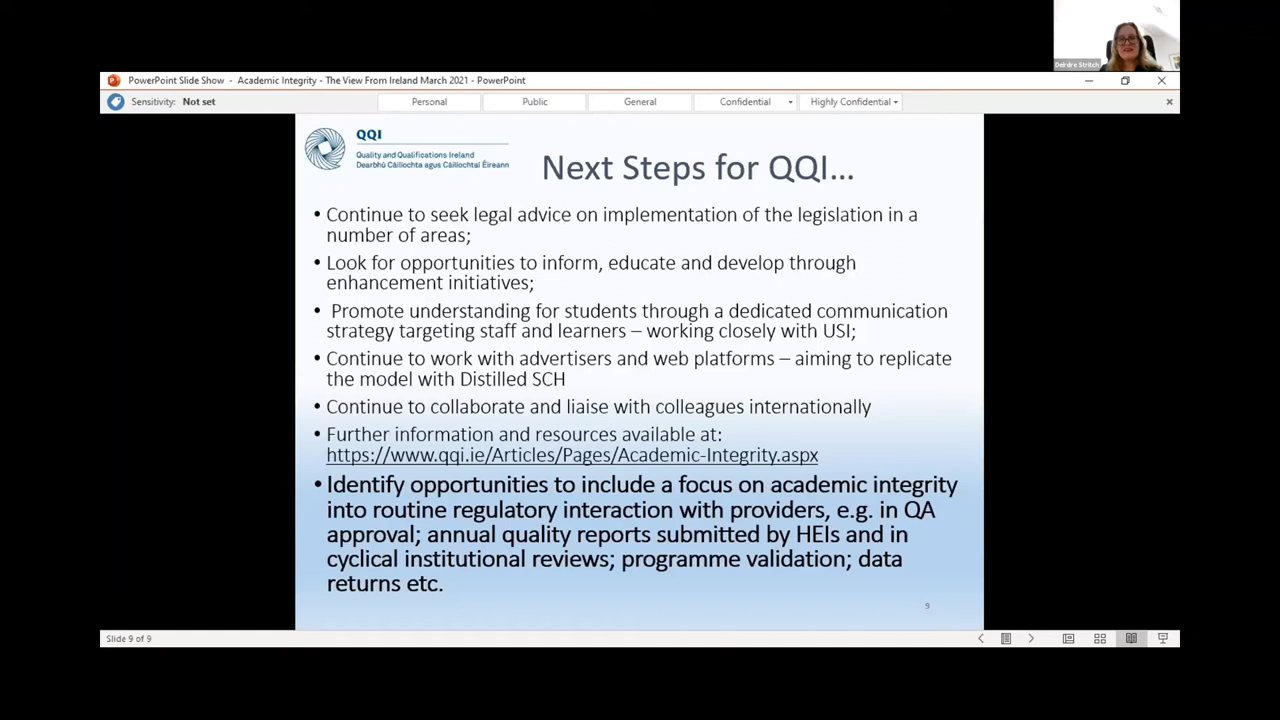 Deirdre Stritch
PowerPoint Slide Show - Academic Integrity - The View From Ireland March 2021 - PowerPoint
Sensitivity: Not set
Personal
Public
General
Confidential
Highly Confidential
QQI
Quality and Qualifications Ireland
Dearbhú Cáilíochta agus Cáilíochtaí Éireann
Next Steps for QQI...
• Continue to seek legal advice on implementation of the legislation in a
number of areas;
• Look for opportunities to inform, educate and develop through
enhancement initiatives;
• Promote understanding for students through a dedicated communication
strategy targeting staff and learners – working closely with USI;
• Continue to work with advertisers and web platforms – aiming to replicate
the model with Distilled SCH
• Continue to collaborate and liaise with colleagues internationally
• Further information and resources available at:
https://www.qqi.ie/Articles/Pages/Academic-Integrity.aspx
• Identify opportunities to include a focus on academic integrity
into routine regulatory interaction with providers, e.g. in QA
approval; annual quality reports submitted by HEIs and in
cyclical institutional reviews; programme validation; data
returns etc.
9
Slide 9 of 9